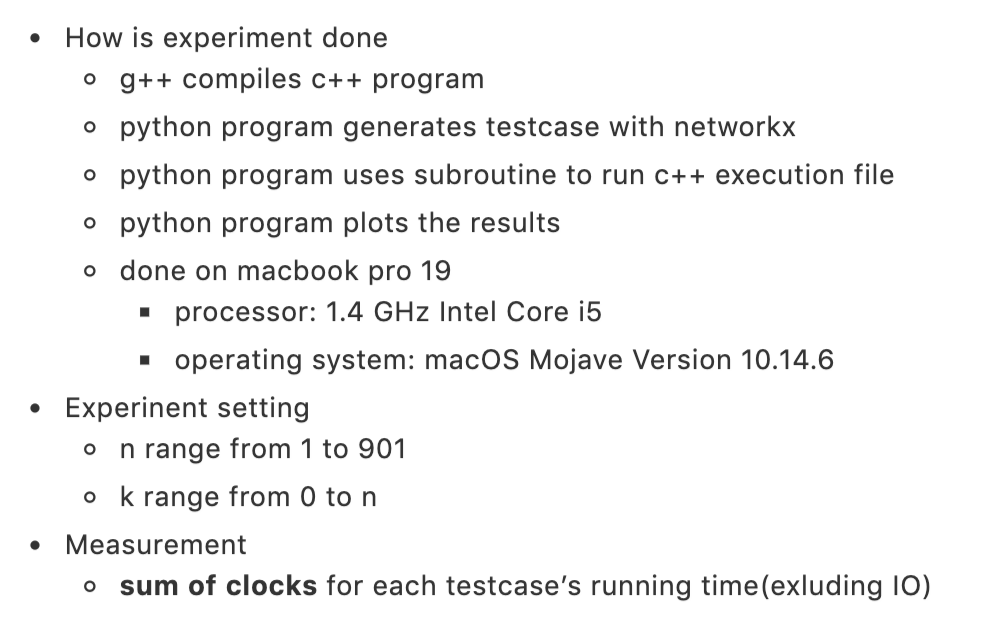 How is experiment done
g++ compiles c++ program
python program generates testcase with networkx
python program uses subroutine to run c++ execution file
python program plots the results
done on macbook pro 19
processor: 1.4 GHz Intel Core i5
operating system: macOS Mojave Version 10.14.6
Experinent setting
n range from 1 to 901
k range from 0 to n
Measurement
sum of clocks for each testcase’s running time(exluding IO)